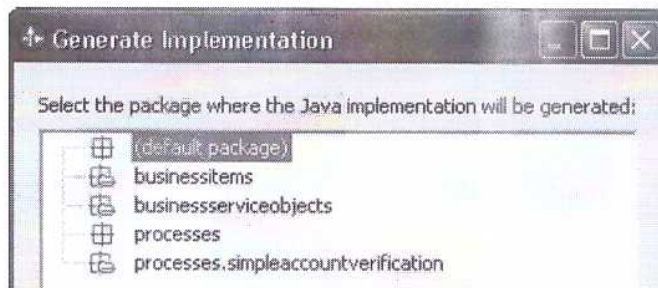 Generate Implementation
Select the package where the Java implementation will be generated:
(default package)
businessitems
businessserviceobjects
processes
processes.simpleaccountverification